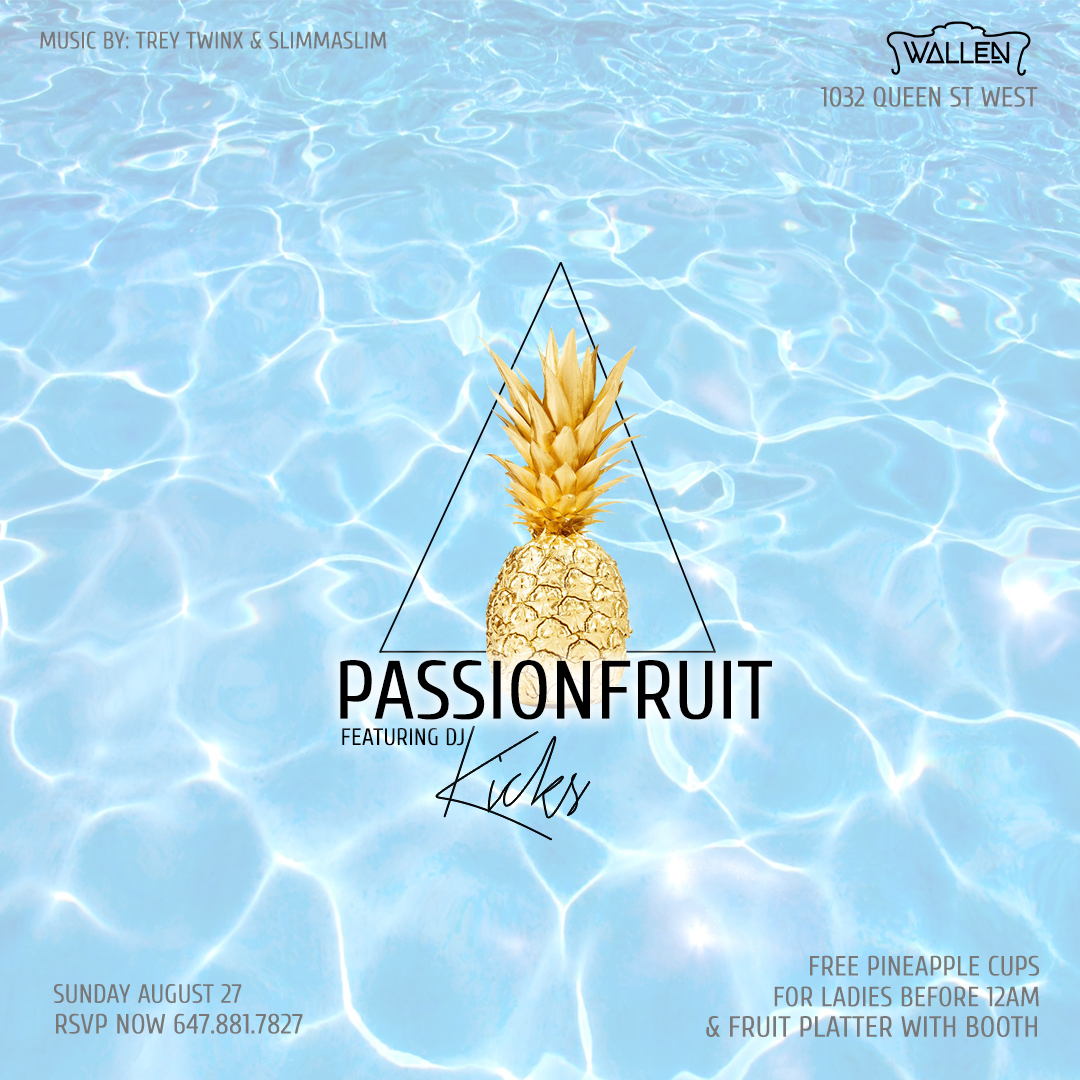 MUSIC BY: TREY TWINX & SLIMMASLIM
WALLEN
1032 QUEEN ST WEST
PASSIONFRUIT
FEATURING DJ
Kicks
SUNDAY AUGUST 27
RSVP NOW 647.881.7827
FREE PINEAPPLE CUPS
FOR LADIES BEFORE 12AM
& FRUIT PLATTER WITH BOOTH